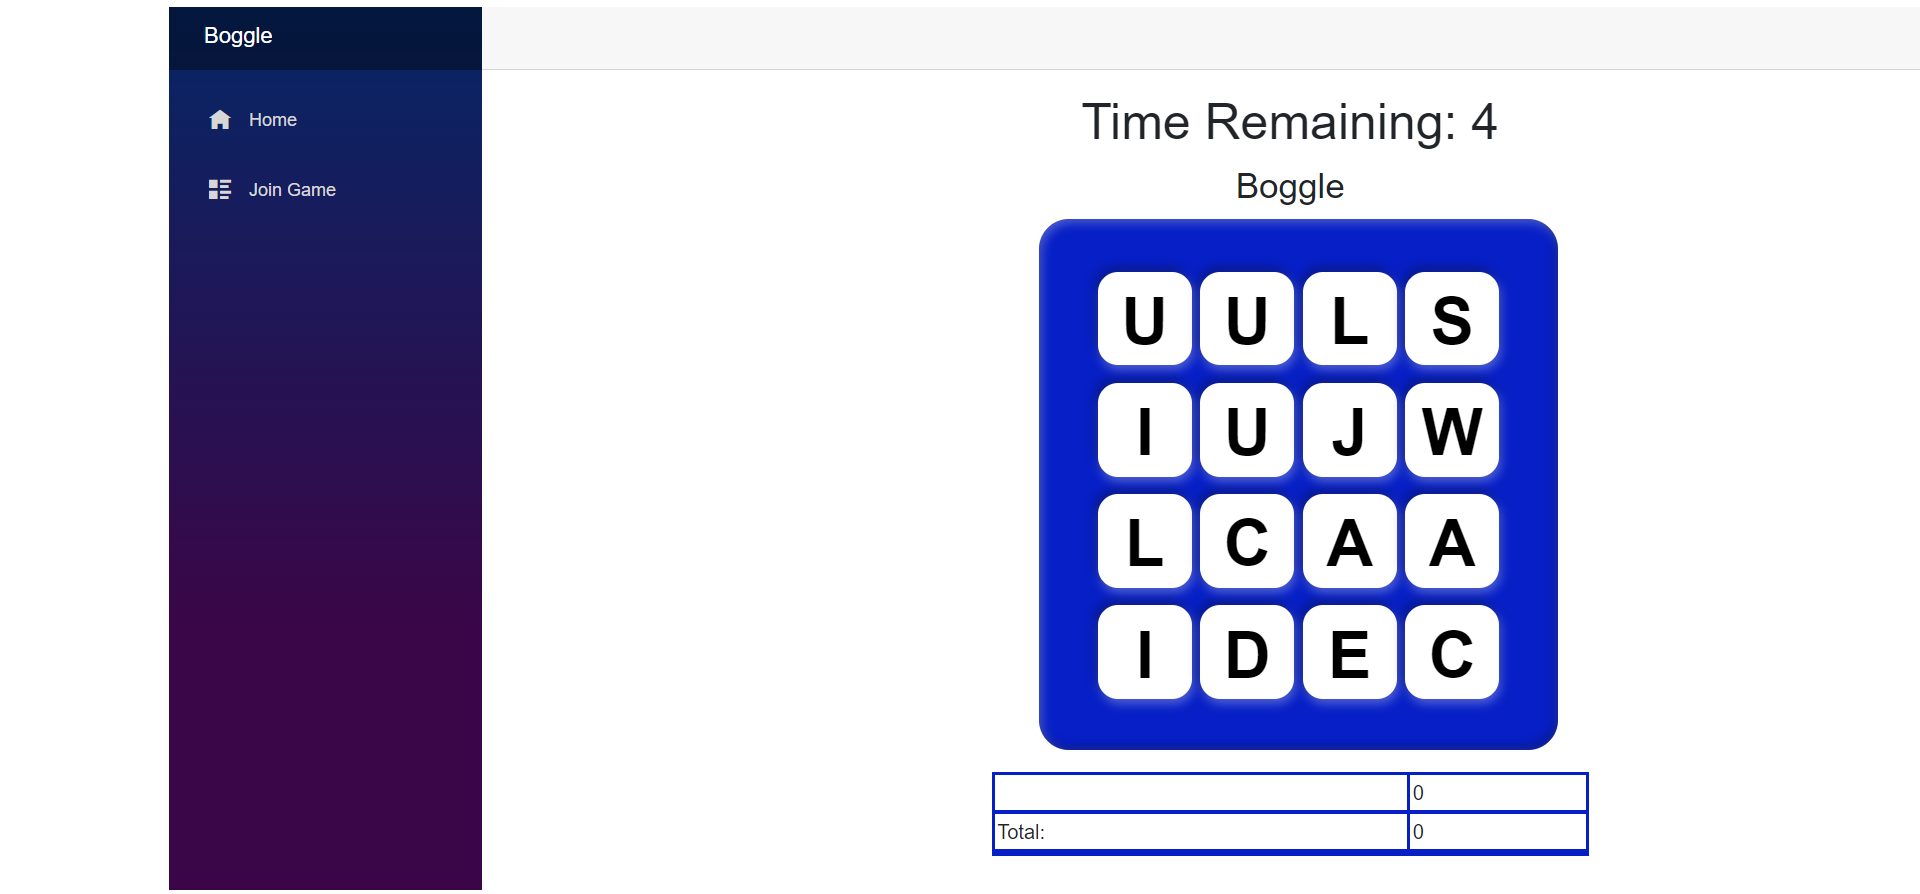 Boggle
Home
Join Game
Time Remaining: 4
Boggle
U U L S
I U J W
L C A A
I D E C
0
Total: 0